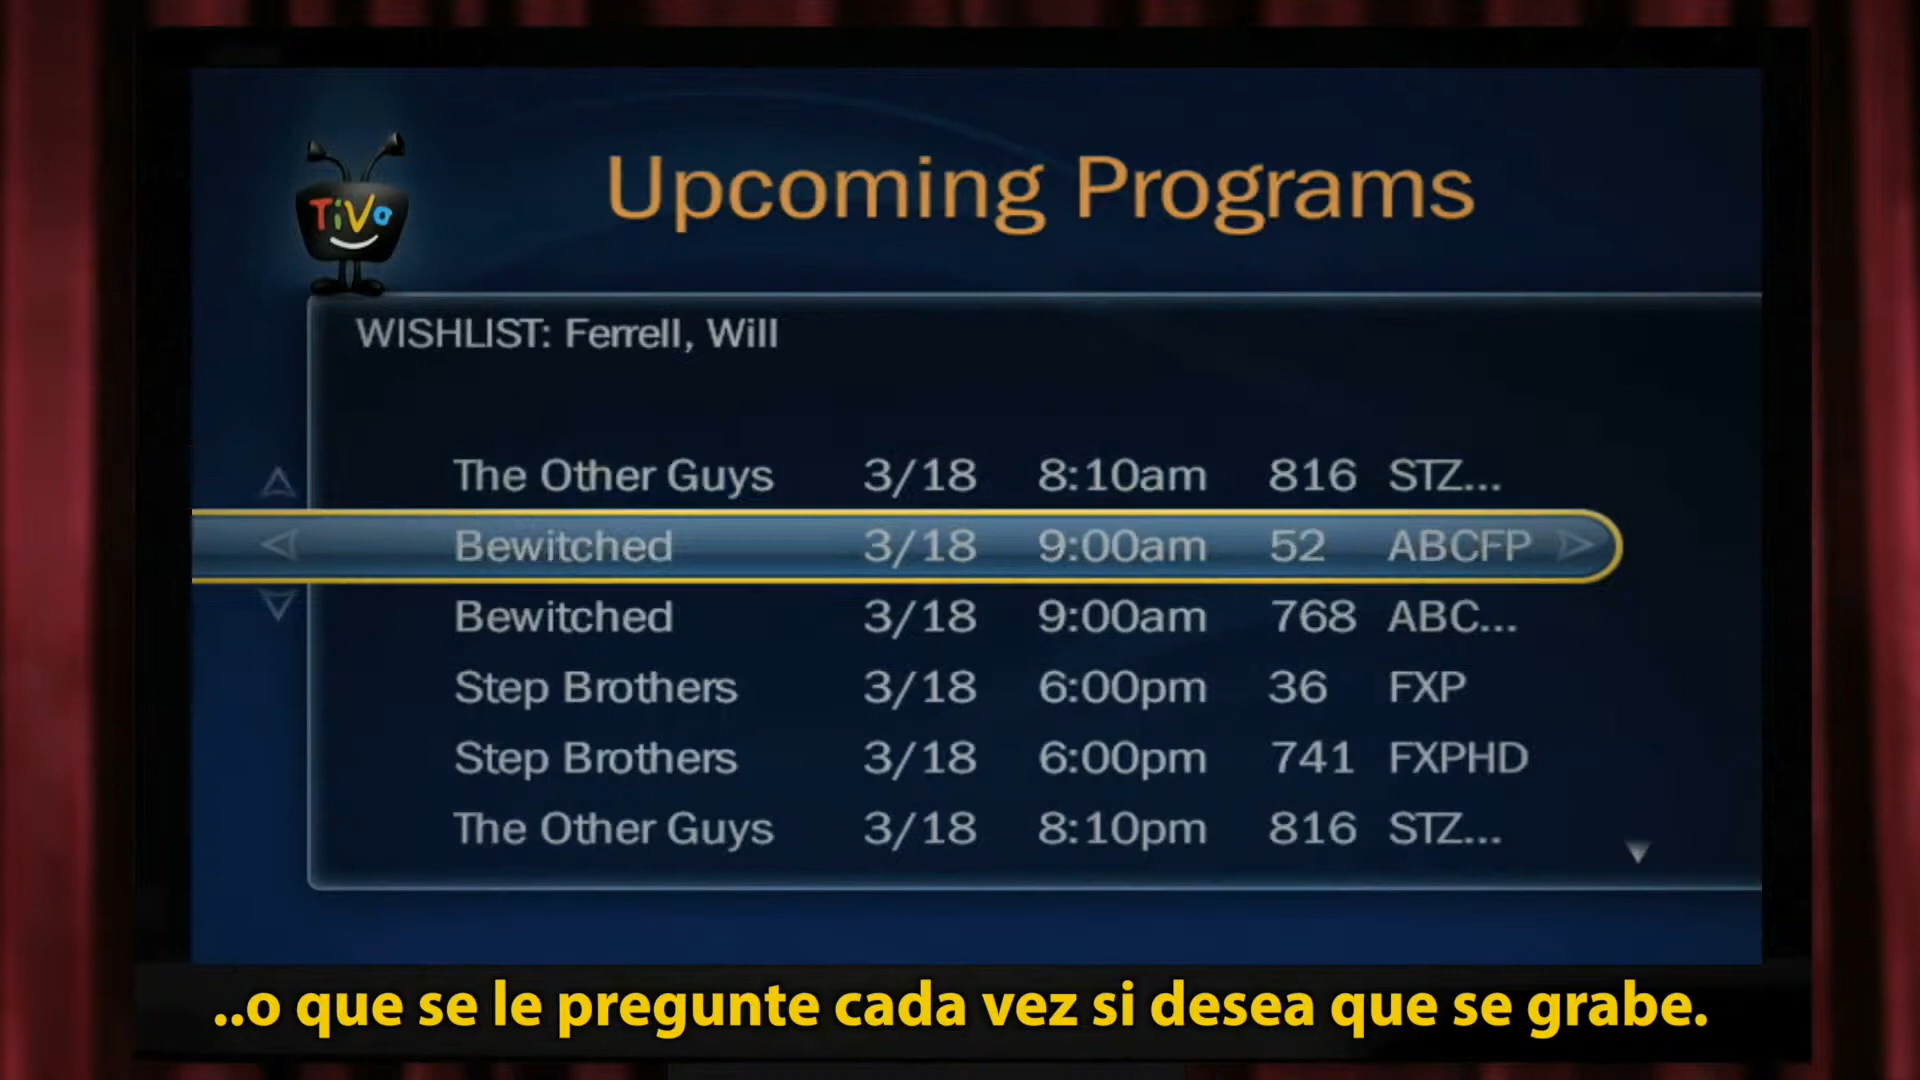 TiVo
Upcoming Programs
WISHLIST: Ferrell, Will
The Other Guys 3/18 8:10am 816 STZ...
Bewitched 3/18 9:00am 52 ABCFP
Bewitched 3/18 9:00am 768 ABC...
Step Brothers 3/18 6:00pm 36 FXP
Step Brothers 3/18 6:00pm 741 FXPHD
The Other Guys 3/18 8:10pm 816 STZ...
..o que se le pregunte cada vez si desea que se grabe.